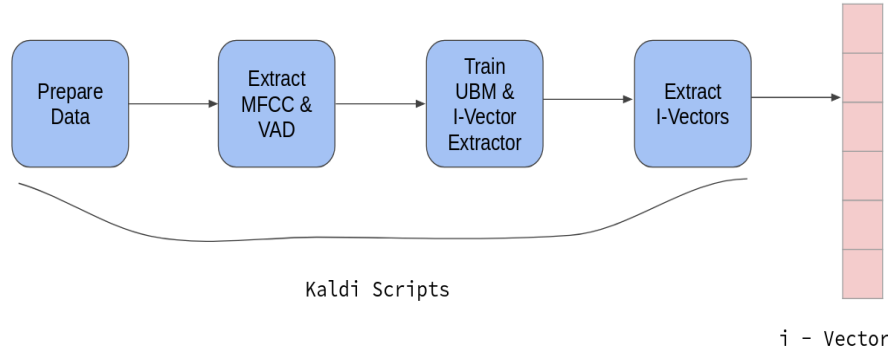 Prepare
Data
Extract
MFCC &
VAD
Train
UBM &
I-Vector
Extractor
Extract
I-Vectors
Kaldi Scripts
i - Vector